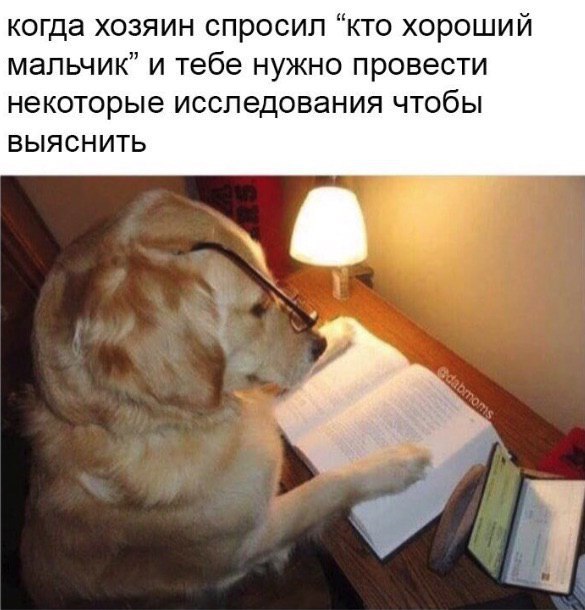 когда хозяин спросил “кто хороший
мальчик” и тебе нужно провести
некоторые исследования чтобы
выяснить
@dabmoms